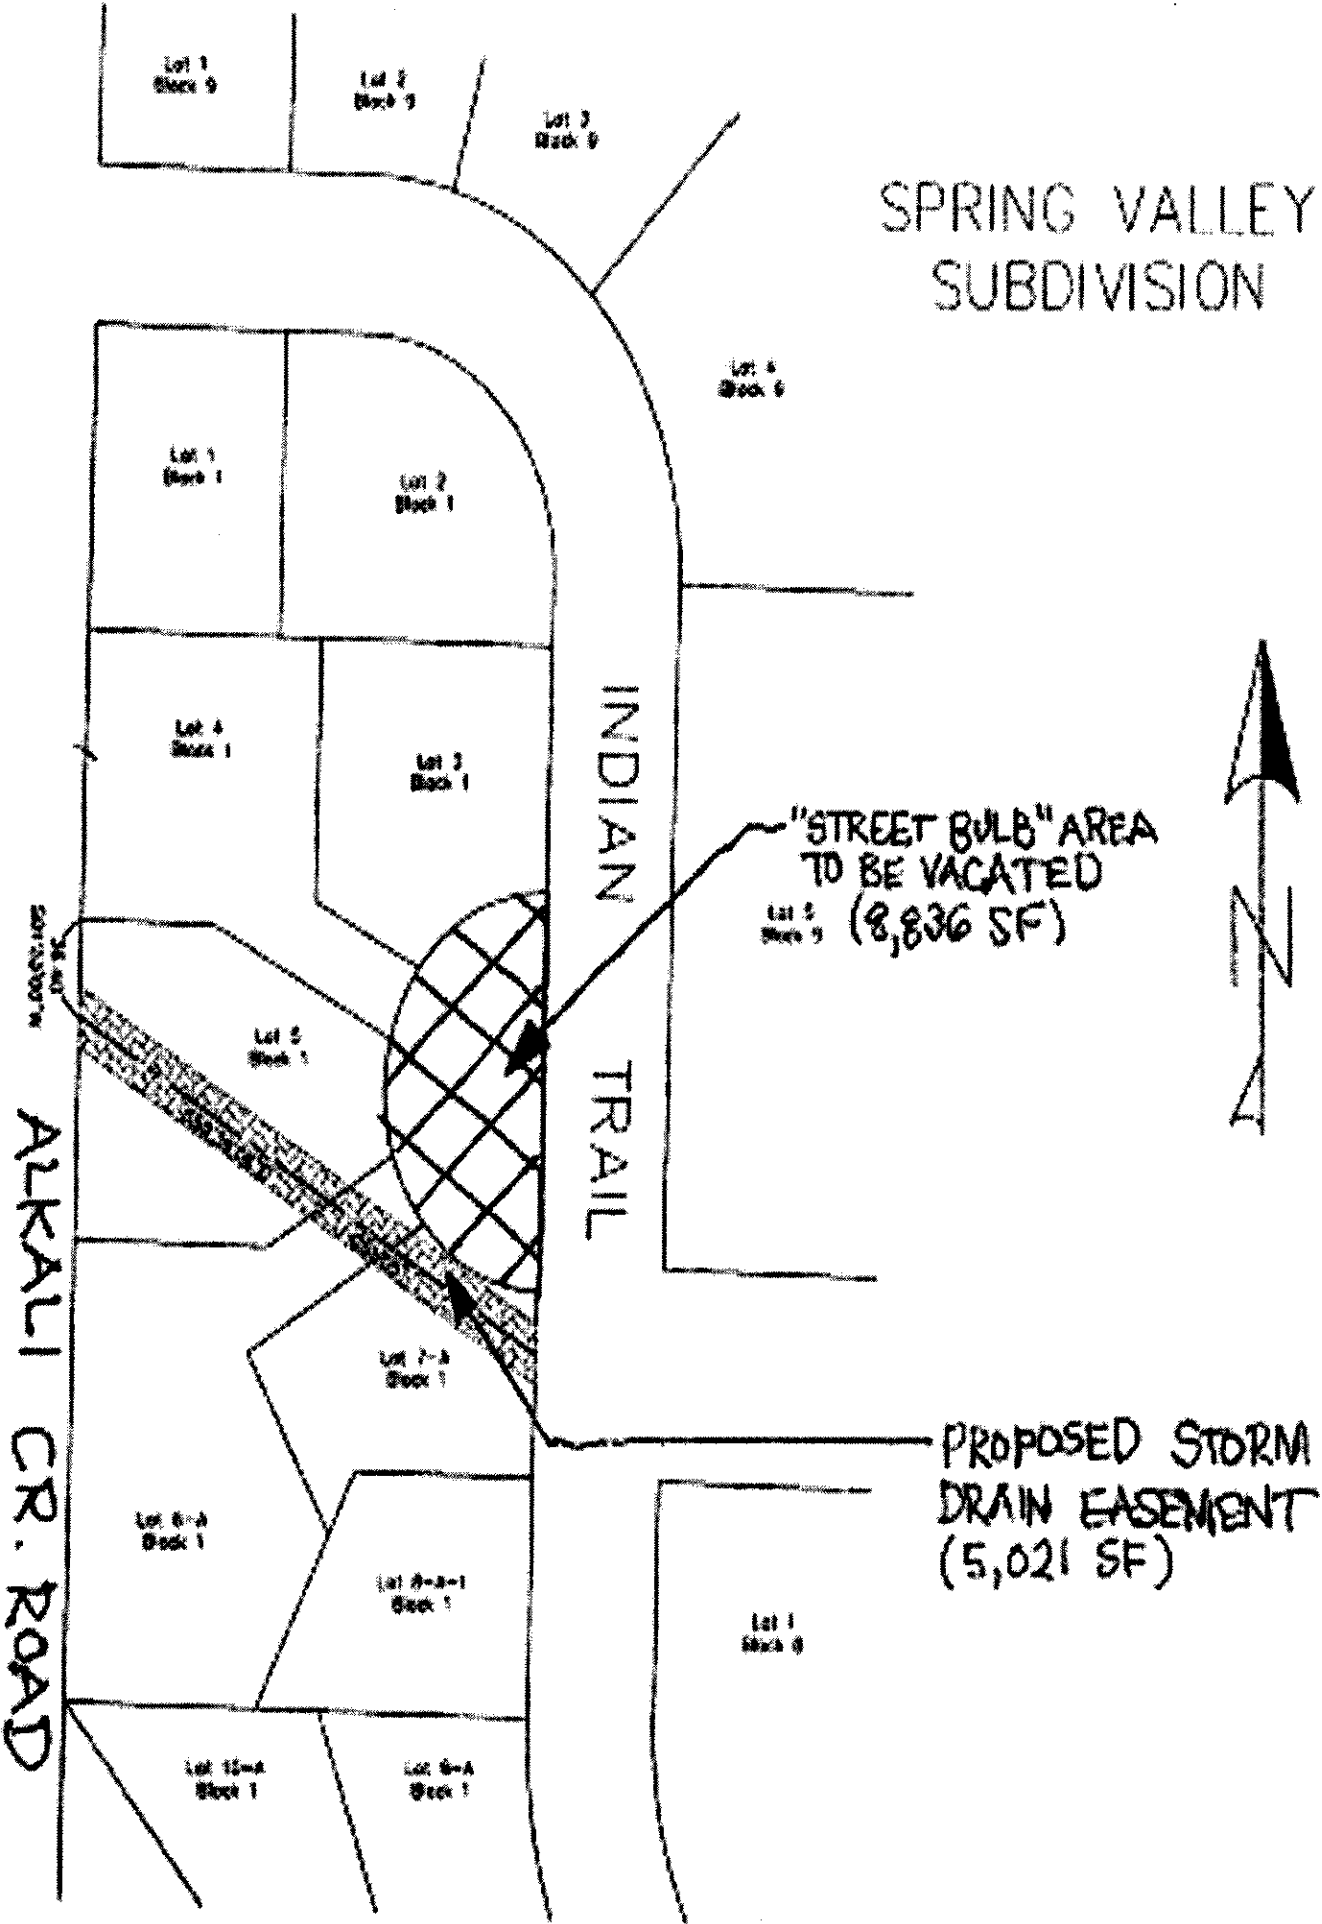 Lot 1
Block 9
Lot 2
Block 9
Lot 3
Block 9
SPRING VALLEY
SUBDIVISION
Lot 4
Block 9
Lot 1
Block 1
Lot 2
Block 1
Lot 4
Block 1
Lot 3
Block 1
INDIAN TRAIL
"STREET BULB" AREA
TO BE VACATED
(8,836 SF)
Lot 5
Block 9
N
Lot 5
Block 1
ALKALI CR. ROAD
Lot 7-A
Block 1
PROPOSED STORM
DRAIN EASEMENT
(5,021 SF)
Lot 6-A
Block 1
Lot 8-A-1
Block 1
Lot 1
Block 8
Block 1
Block 1